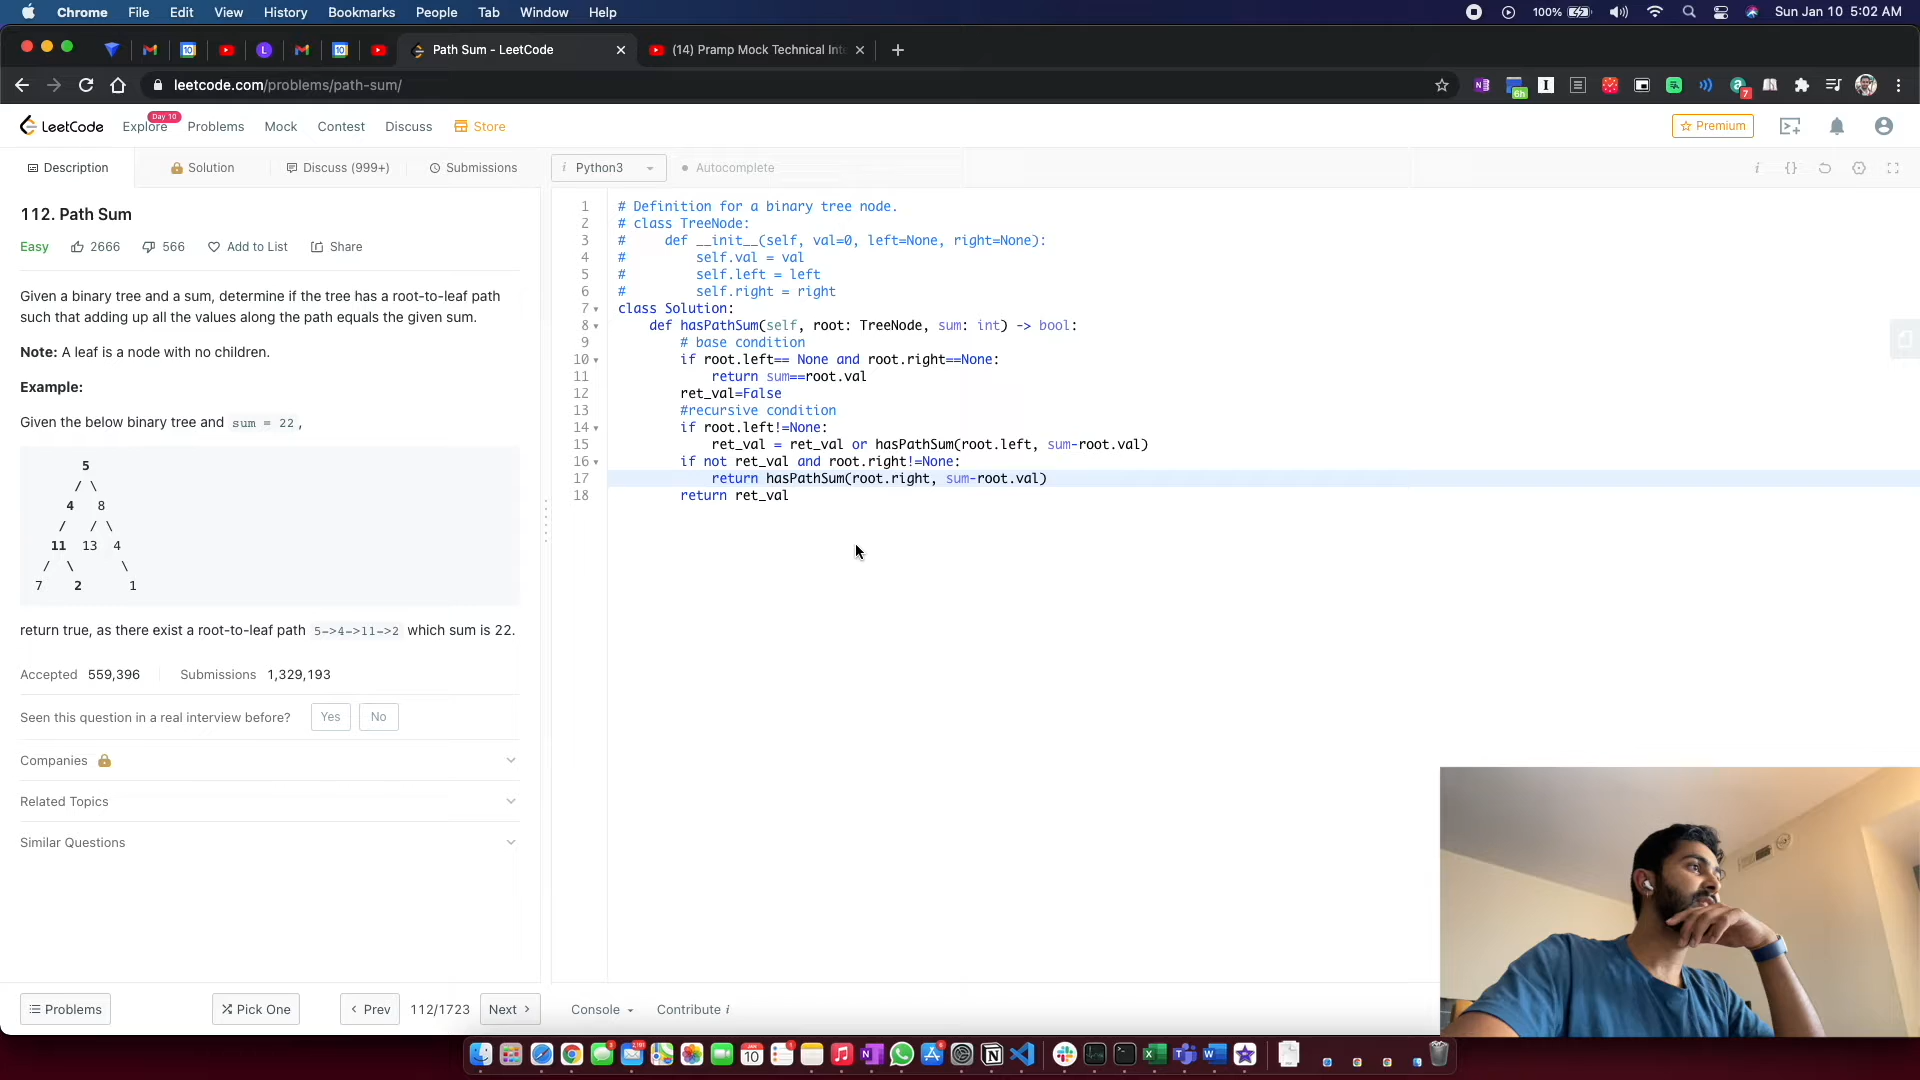 Chrome File Edit View History Bookmarks People Tab Window Help 100% Sun Jan 10 5:02 AM
Path Sum - LeetCode (14) Pramp Mock Technical Int
leetcode.com/problems/path-sum/
LeetCode Explore Day 10 Problems Mock Contest Discuss Store Premium
Description Solution Discuss (999+) Submissions
i Python3 Autocomplete
112. Path Sum
Easy 2666 566 Add to List Share
Given a binary tree and a sum, determine if the tree has a root-to-leaf path
such that adding up all the values along the path equals the given sum.
Note: A leaf is a node with no children.
Example:
Given the below binary tree and sum = 22,
5
/ \
4 8
/ / \
11 13 4
/ \ \
7 2 1
return true, as there exist a root-to-leaf path 5->4->11->2 which sum is 22.
Accepted 559,396 Submissions 1,329,193
Seen this question in a real interview before? Yes No
Companies
Related Topics
Similar Questions
Problems Pick One < Prev 112/1723 Next >
1 # Definition for a binary tree node.
2 # class TreeNode:
3 #     def __init__(self, val=0, left=None, right=None):
4 #         self.val = val
5 #         self.left = left
6 #         self.right = right
7 class Solution:
8     def hasPathSum(self, root: TreeNode, sum: int) -> bool:
9         # base condition
10         if root.left== None and root.right==None:
11             return sum==root.val
12         ret_val=False
13         #recursive condition
14         if root.left!=None:
15             ret_val = ret_val or hasPathSum(root.left, sum-root.val)
16         if not ret_val and root.right!=None:
17             return hasPathSum(root.right, sum-root.val)
18         return ret_val
Console Contribute i